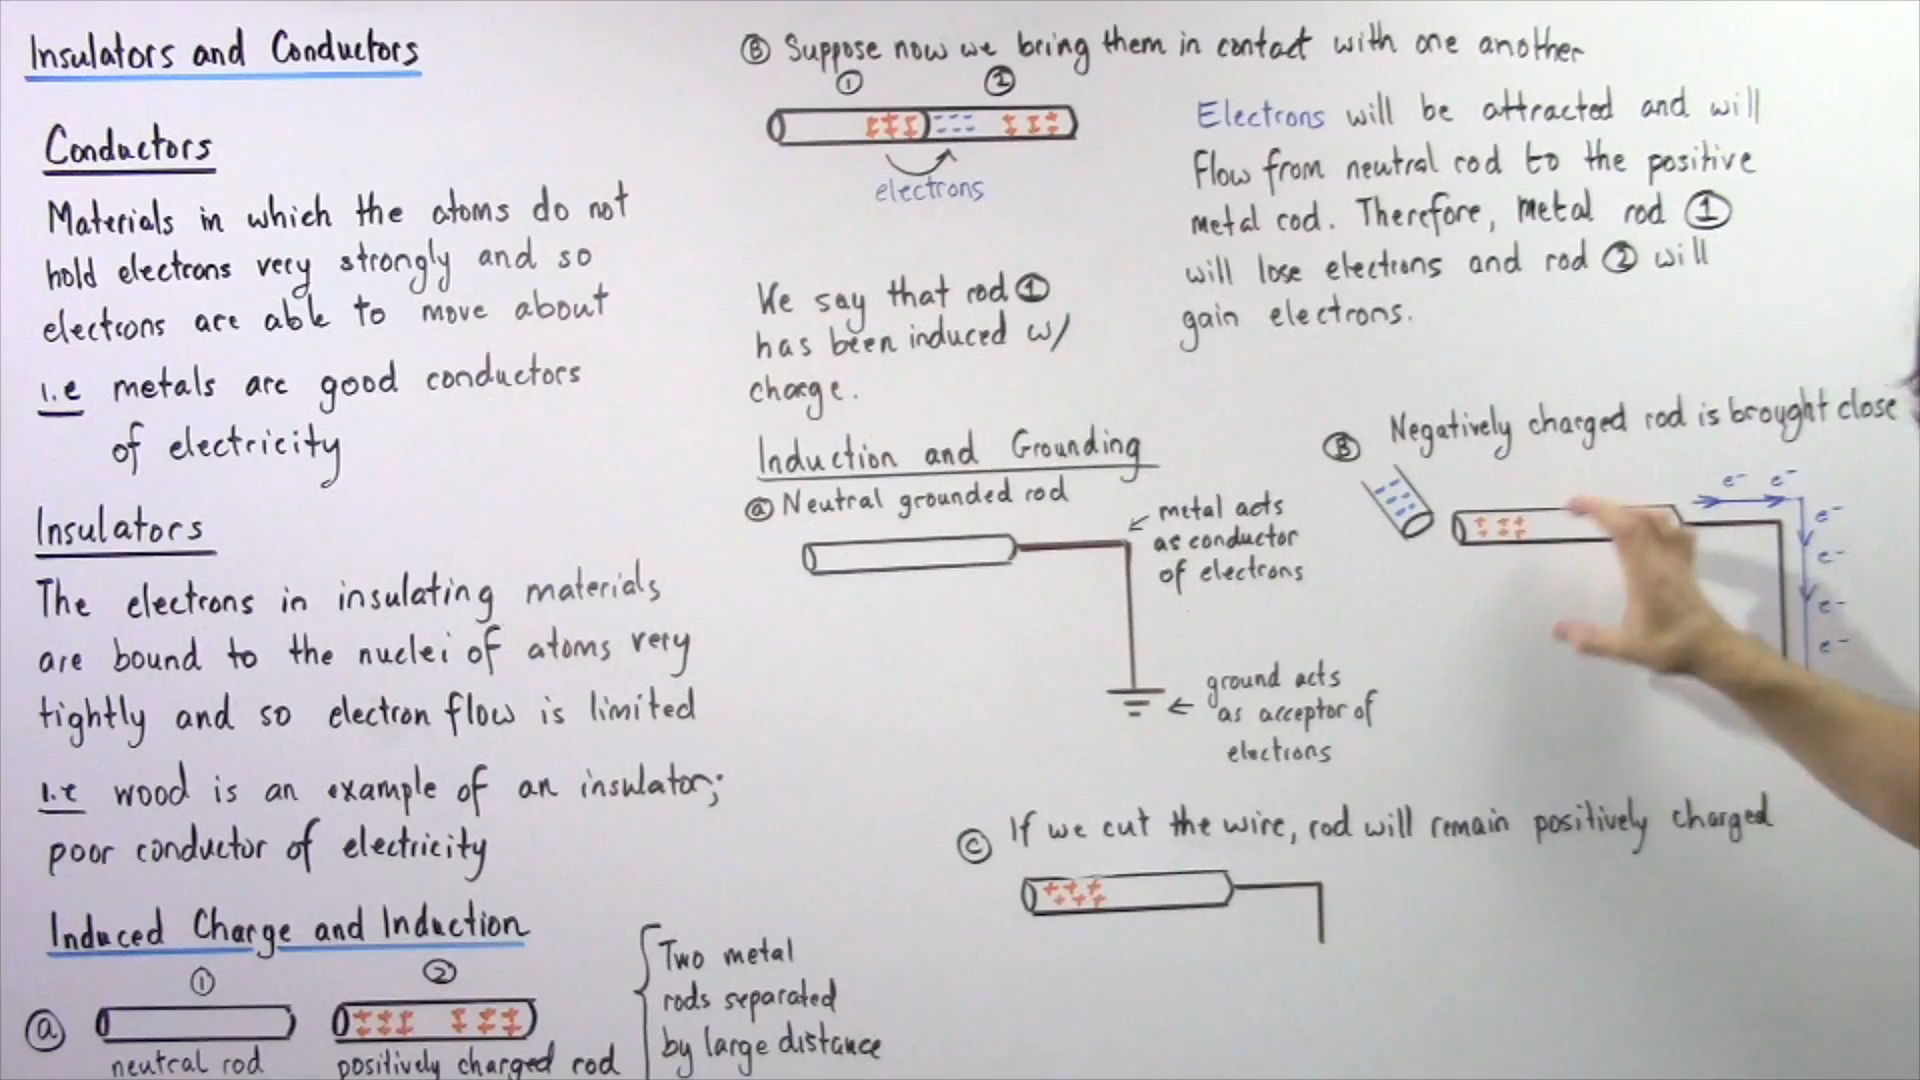 Insulators and Conductors
Conductors
Materials in which the atoms do not
hold electrons very strongly and so
electrons are able to move about
i.e metals are good conductors
of electricity
Insulators
The electrons in insulating materials
are bound to the nuclei of atoms very
tightly and so electron flow is limited
i.e wood is an example of an insulator;
poor conductor of electricity
Induced Charge and Induction
① ②
ⓐ
neutral rod
positively charged rod
Two metal
rods separated
by large distance
Ⓑ Suppose now we bring them in contact with one another
① ②
electrons
Electrons will be attracted and will
flow from neutral rod to the positive
metal rod. Therefore, metal rod ①
will lose electrons and rod ② will
gain electrons.
We say that rod ①
has been induced w/
charge.
Induction and Grounding
ⓐ Neutral grounded rod
metal acts
as conductor
of electrons
ground acts
as acceptor of
electrons
Ⓑ Negatively charged rod is brought close
e- e-
e-
e-
e-
e-
Ⓒ If we cut the wire, rod will remain positively charged